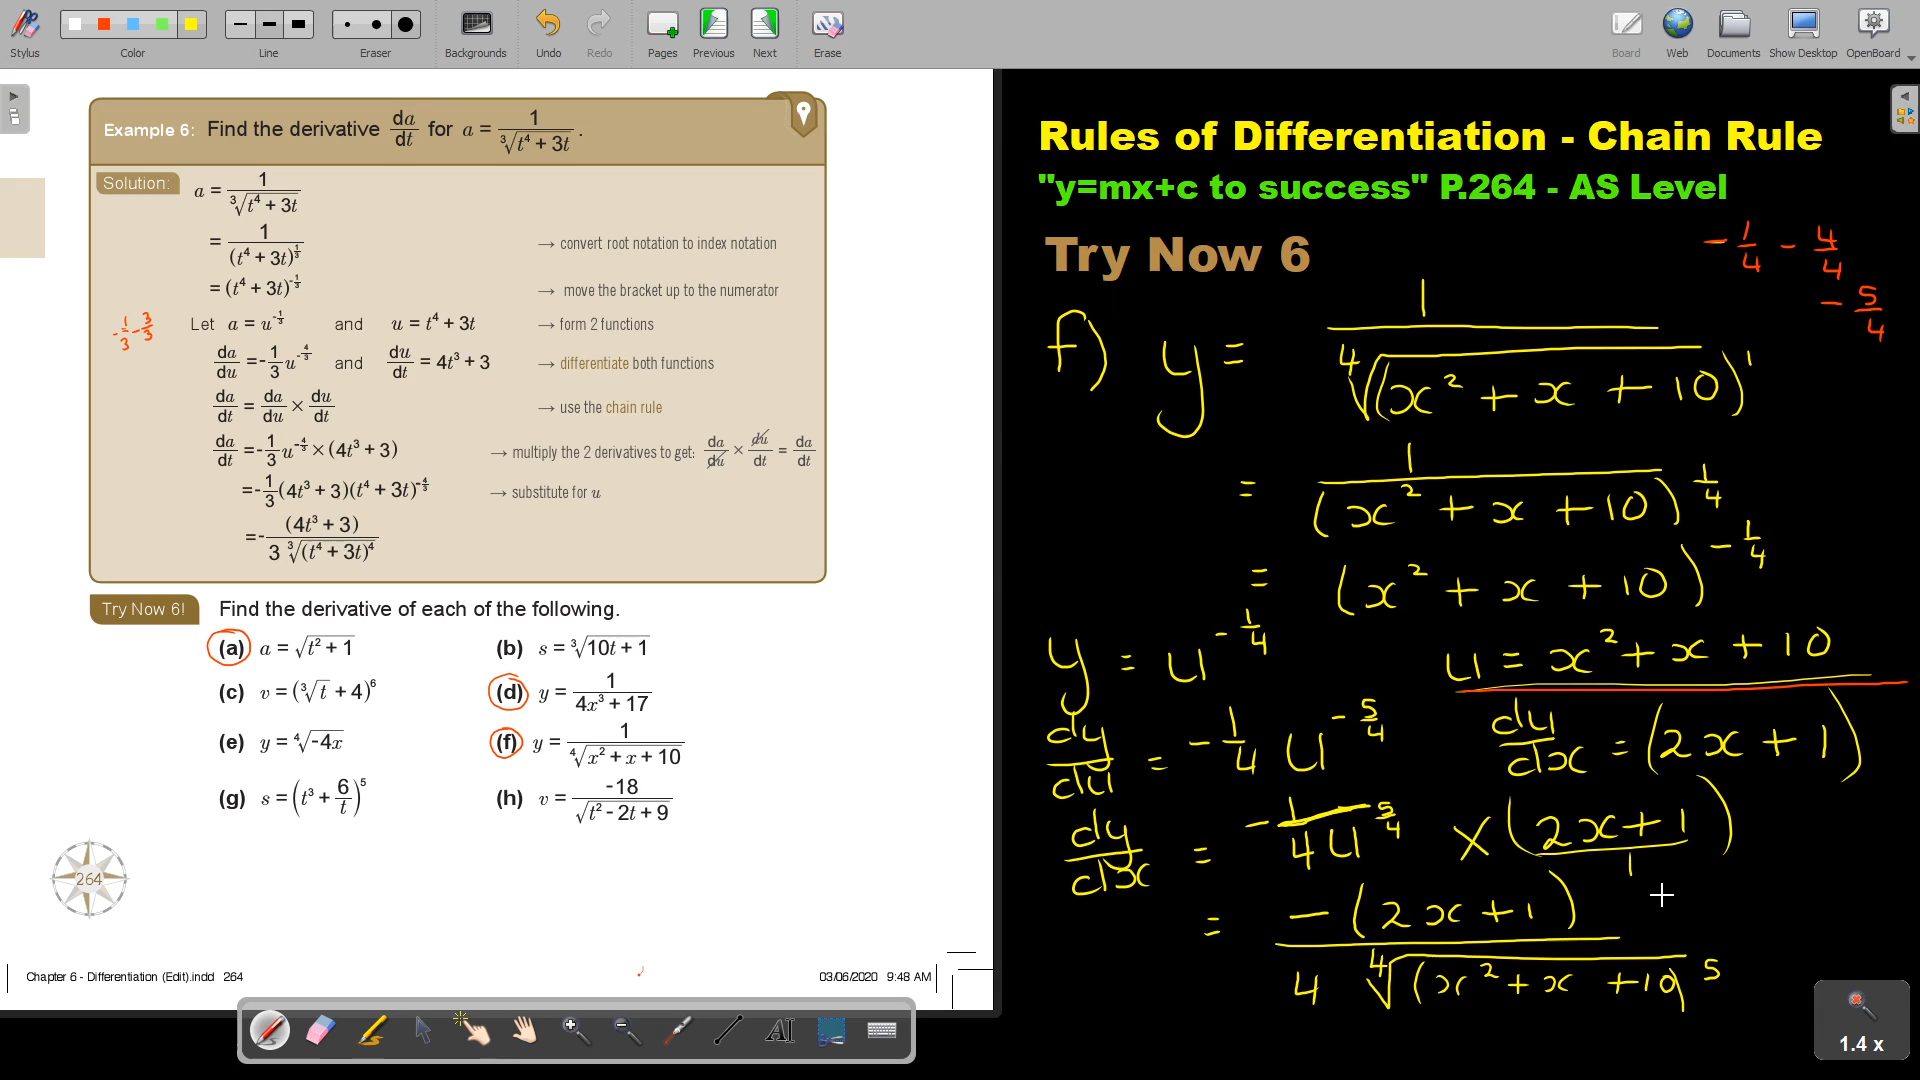 Stylus Color Line Eraser Backgrounds Undo Redo Pages Previous Next Erase Board Web Documents Show Desktop OpenBoard
Example 6: Find the derivative da/dt for a = 1/∛(t⁴ + 3t).
Solution:
a = 1/∛(t⁴ + 3t)
= 1/(t⁴ + 3t)^(1/3) → convert root notation to index notation
= (t⁴ + 3t)^(-1/3) → move the bracket up to the numerator
-1/3 - 3/3
Let a = u^(-1/3) and u = t⁴ + 3t → form 2 functions
da/du = -1/3 u^(-4/3) and du/dt = 4t³ + 3 → differentiate both functions
da/dt = da/du × du/dt → use the chain rule
da/dt = -1/3 u^(-4/3) × (4t³ + 3) → multiply the 2 derivatives to get: da/du × du/dt = da/dt
= -1/3 (4t³ + 3)(t⁴ + 3t)^(-4/3) → substitute for u
= - (4t³ + 3)/(3 ∛(t⁴ + 3t)⁴)
Try Now 6! Find the derivative of each of the following.
(a) a = √(t² + 1) (b) s = ∛(10t + 1)
(c) v = (∛t + 4)⁶ (d) y = 1/(4x³ + 17)
(e) y = ∜(-4x) (f) y = 1/∜(x² + x + 10)
(g) s = (t³ + 6/t)⁵ (h) v = -18/√(t² - 2t + 9)
264
Chapter 6 - Differentiation (Edit).indd 264 03/06/2020 9:48 AM
Rules of Differentiation - Chain Rule
"y=mx+c to success" P.264 - AS Level
Try Now 6
-1/4 - 4/4
-5/4
f) y = 1/∜(x² + x + 10)¹
= 1/(x² + x + 10)^(1/4)
= (x² + x + 10)^(-1/4)
y = u^(-1/4) u = x² + x + 10
dy/du = -1/4 u^(-5/4) du/dx = (2x + 1)
dy/dx = -1/(4u^(5/4)) × (2x+1)/1
= -(2x+1)/(4 ∜(x² + x + 10)⁵)
AI
1.4 x